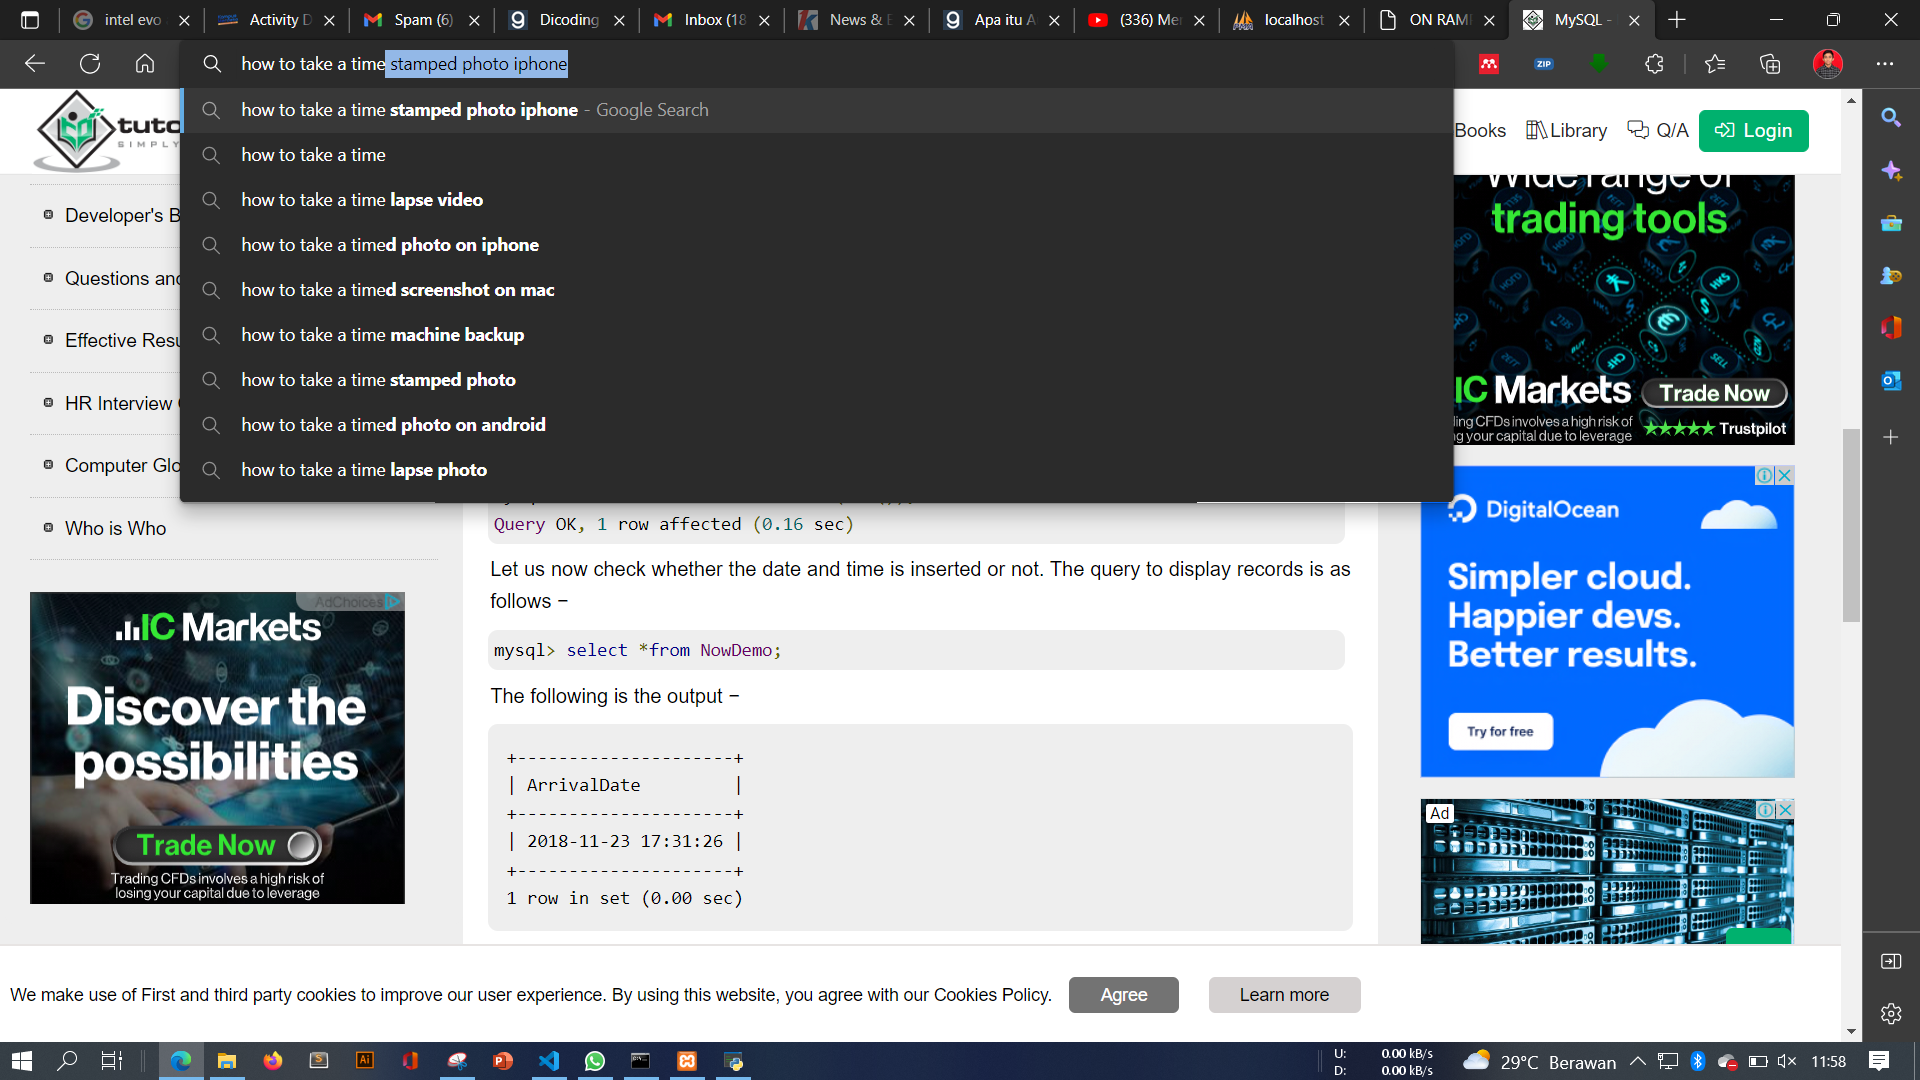 intel evo
Activity D
Spam (6)
Dicoding
Inbox (18
News & E
Apa itu A
(336) Me
localhost
ON RAM
MySQL -
how to take a time stamped photo iphone
ZIP
how to take a time stamped photo iphone - Google Search
how to take a time
how to take a time lapse video
how to take a timed photo on iphone
how to take a timed screenshot on mac
how to take a time machine backup
how to take a time stamped photo
how to take a timed photo on android
how to take a time lapse photo
tuto
SIMPLY
Books
Library
Q/A
Login
Developer's B
Questions and
Effective Resu
HR Interview
Computer Glo
Who is Who
AdChoices
IC Markets
Discover the
possibilities
Trade Now
Trading CFDs involves a high risk of
losing your capital due to leverage
Query OK, 1 row affected (0.16 sec)
Let us now check whether the date and time is inserted or not. The query to display records is as
follows −
mysql> select *from NowDemo;
The following is the output −
+---------------------+
| ArrivalDate         |
+---------------------+
| 2018-11-23 17:31:26 |
+---------------------+
1 row in set (0.00 sec)
Wide range of
trading tools
IC Markets
Trade Now
ing CFDs involves a high risk of
g your capital due to leverage
Trustpilot
DigitalOcean
Simpler cloud.
Happier devs.
Better results.
Try for free
Ad
We make use of First and third party cookies to improve our user experience. By using this website, you agree with our Cookies Policy.
Agree
Learn more
U: 0.00 kB/s
D: 0.00 kB/s
29°C Berawan
11:58